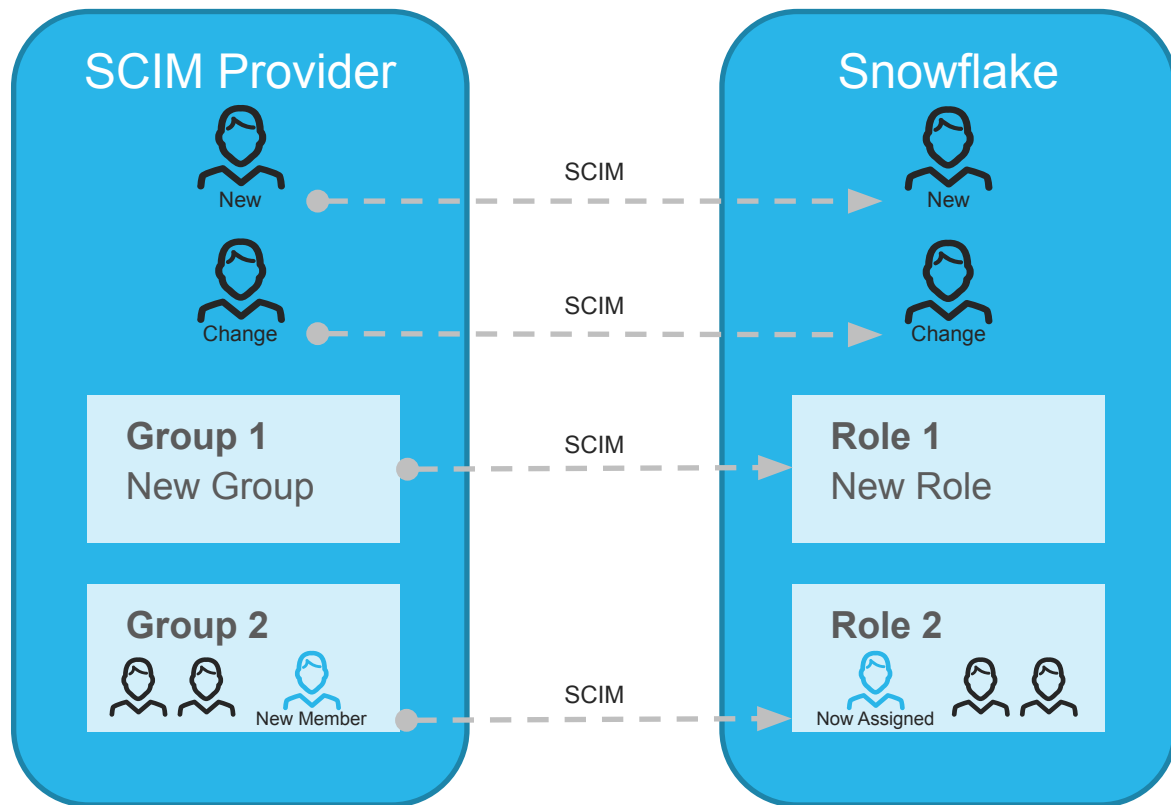 SCIM Provider
Snowflake
New
SCIM
New
Change
SCIM
Change
Group 1
New Group
SCIM
Role 1
New Role
Group 2
New Member
SCIM
Role 2
Now Assigned